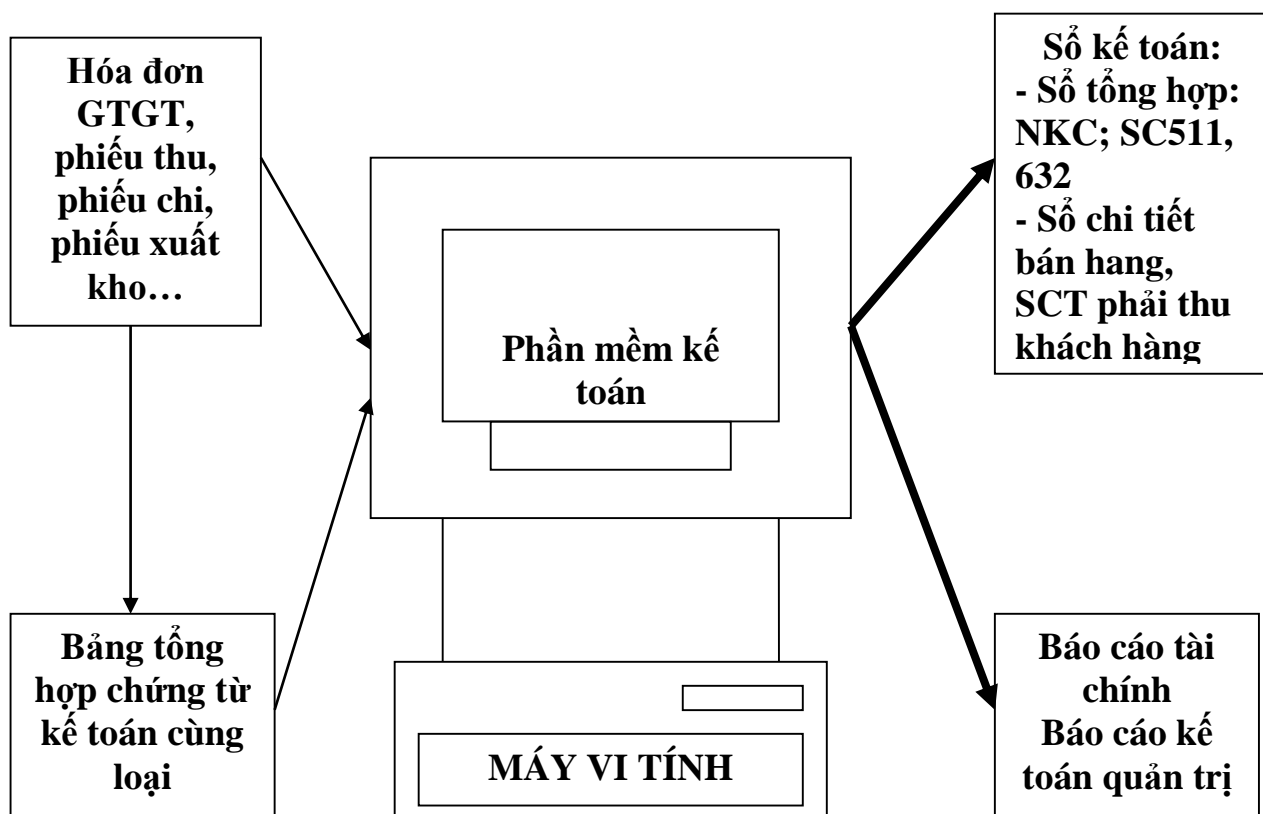 Hóa đơn
GTGT,
phiếu thu,
phiếu chi,
phiếu xuất
kho…
Bảng tổng
hợp chứng từ
kế toán cùng
loại
Phần mềm kế
toán
MÁY VI TÍNH
Sổ kế toán:
- Sổ tổng hợp:
NKC; SC511,
632
- Sổ chi tiết
bán hang,
SCT phải thu
khách hàng
Báo cáo tài
chính
Báo cáo kế
toán quản trị